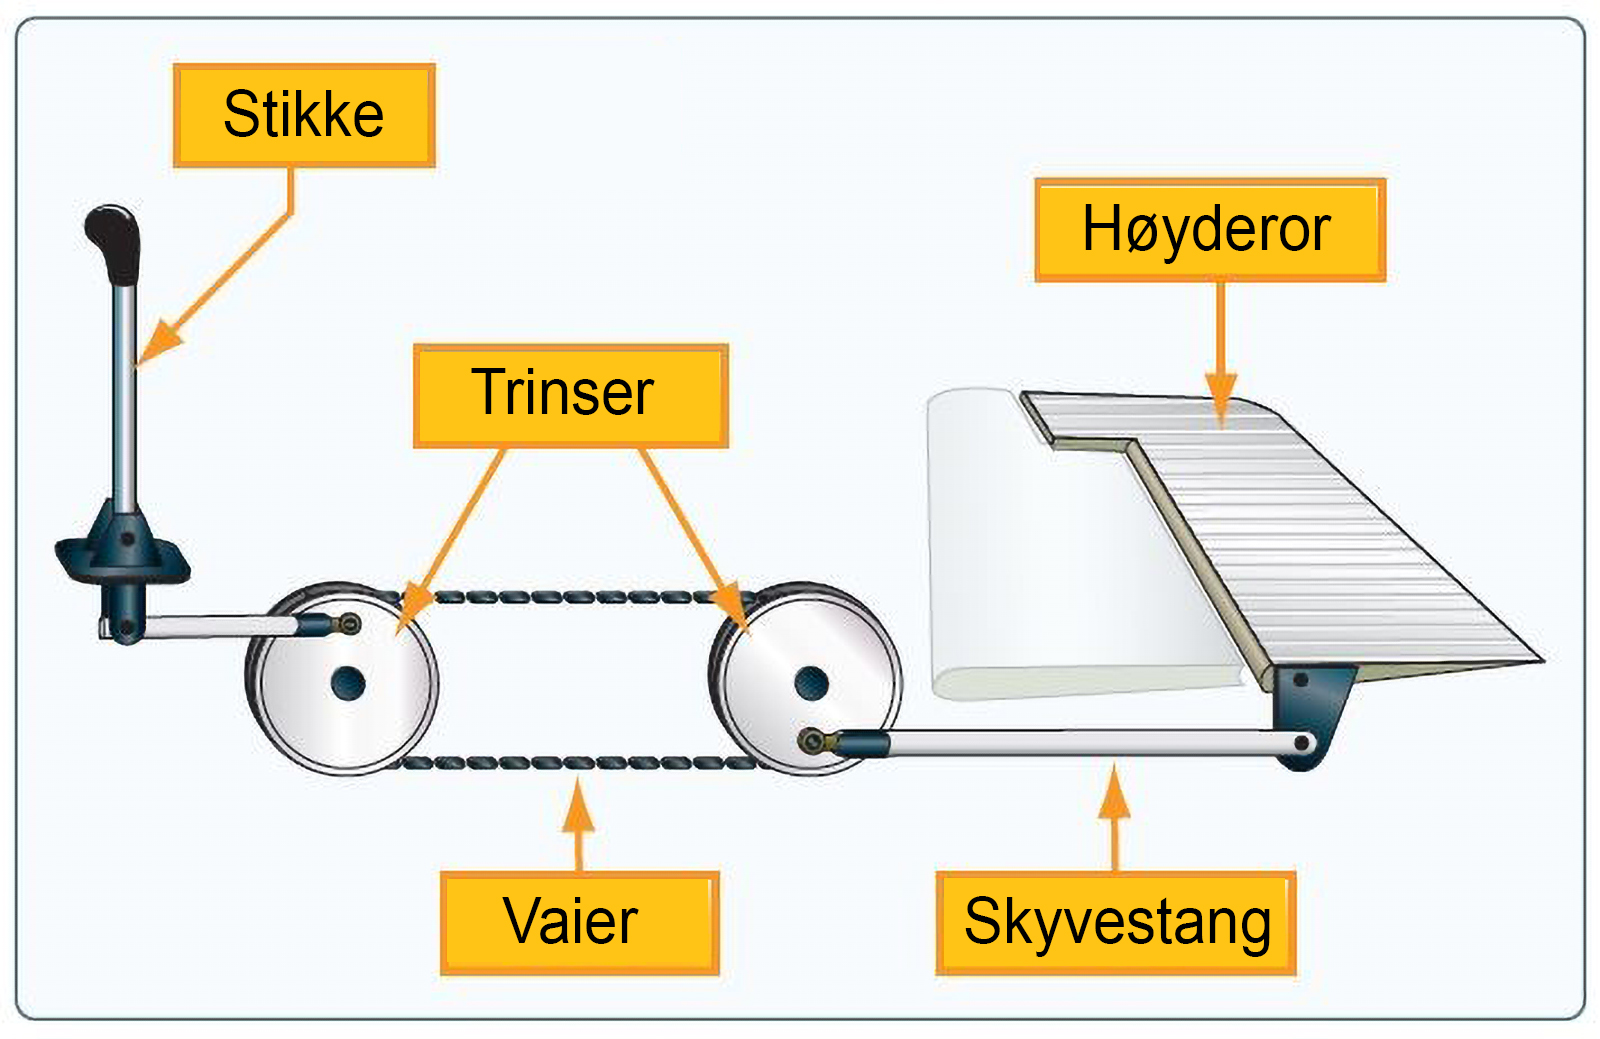 Stikke
Høyderor
Trinser
Vaier
Skyvestang